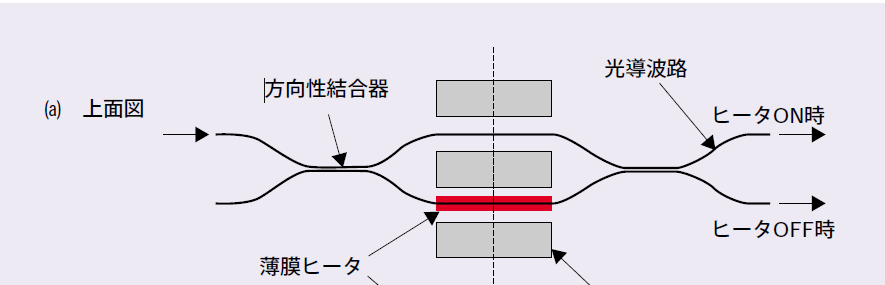 (a) 上面図
方向性結合器
光導波路
ヒータON時
ヒータOFF時
薄膜ヒータ